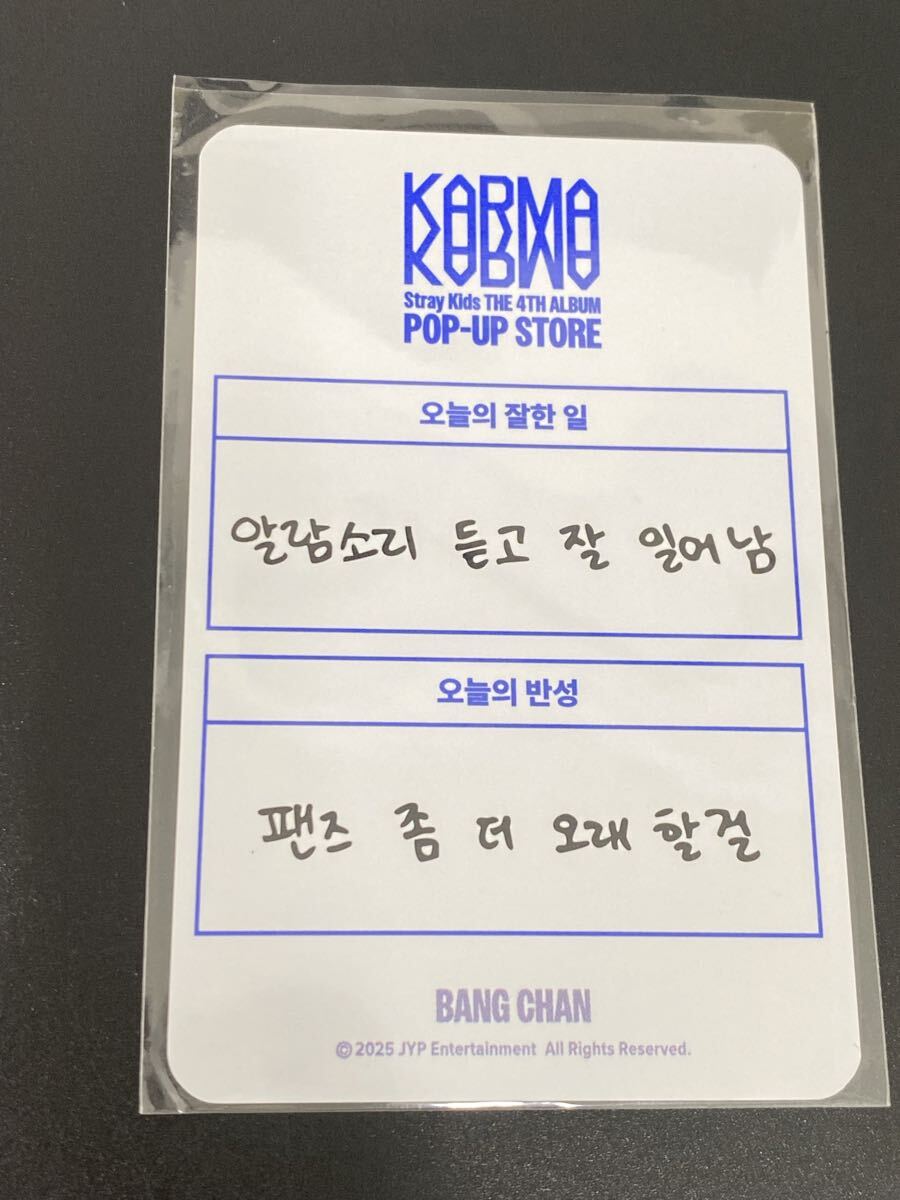 KARMA
Stray Kids THE 4TH ALBUM
POP-UP STORE
오늘의 잘한 일
알람소리 듣고 잘 일어남
오늘의 반성
팬즈 좀 더 오래 할걸
BANG CHAN
© 2025 JYP Entertainment All Rights Reserved.